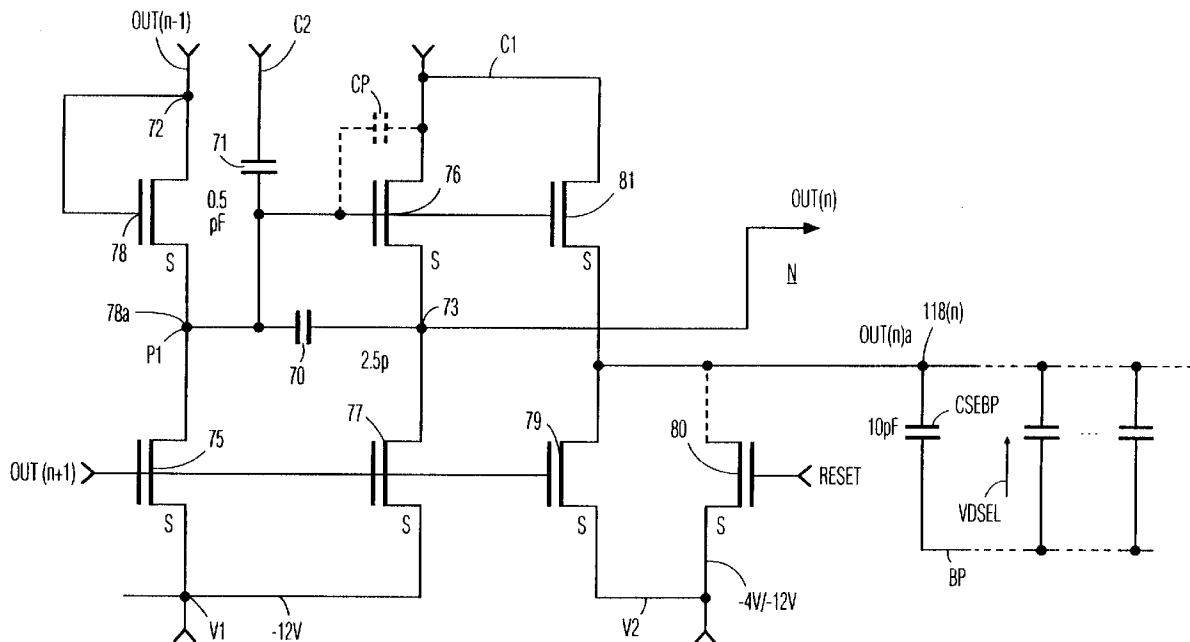 OUT(n-1)
C2
C1
CP
72
71
76
81
0.5
pF
OUT(n)
78
S
S
S
N
78a
73
118(n)
P1
OUT(n)a
70
2.5p
77
79
10pF
CSEBP
75
80
OUT (n+1)
RESET
...
VDSEL
S
S
S
S
BP
-4V/-12V
V1
-12V
V2